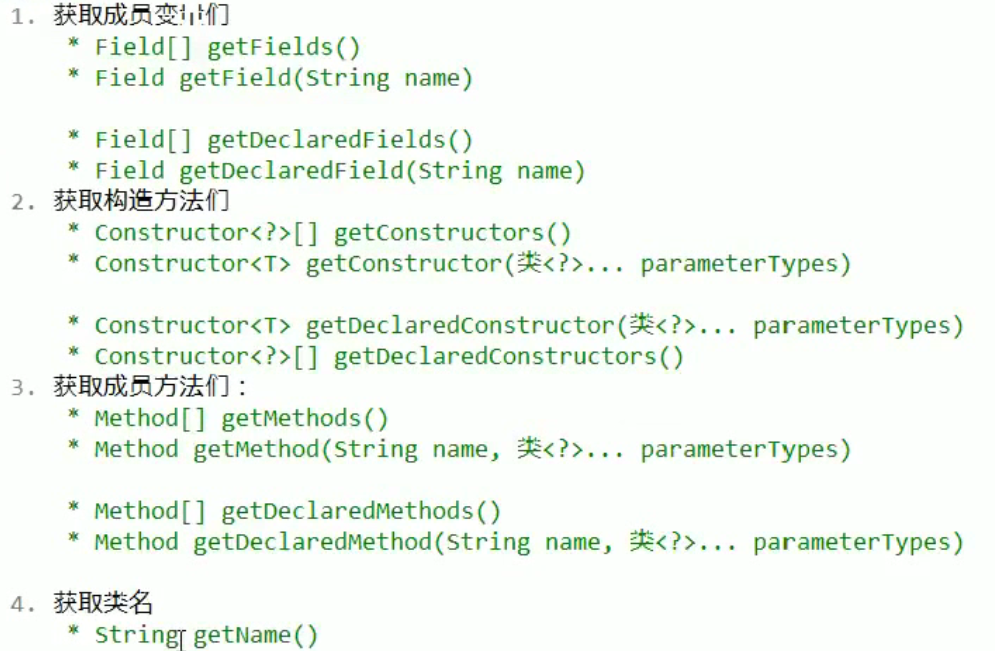 1. 获取成员变量们
* Field[] getFields()
* Field getField(String name)
* Field[] getDeclaredFields()
* Field getDeclaredField(String name)
2. 获取构造方法们
* Constructor<?>[] getConstructors()
* Constructor<T> getConstructor(类<?>... parameterTypes)
* Constructor<T> getDeclaredConstructor(类<?>... parameterTypes)
* Constructor<?>[] getDeclaredConstructors()
3. 获取成员方法们：
* Method[] getMethods()
* Method getMethod(String name, 类<?>... parameterTypes)
* Method[] getDeclaredMethods()
* Method getDeclaredMethod(String name, 类<?>... parameterTypes)
4. 获取类名
* String getName()